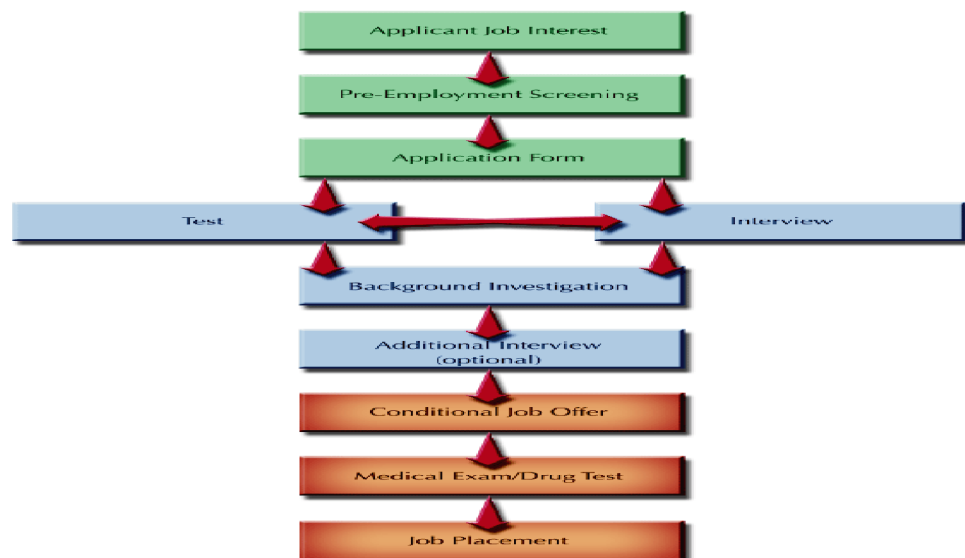 Applicant Job Interest
Pre-Employment Screening
Application Form
Test
Interview
Background Investigation
Additional Interview
(optional)
Conditional Job Offer
Medical Exam/Drug Test
Job Placement